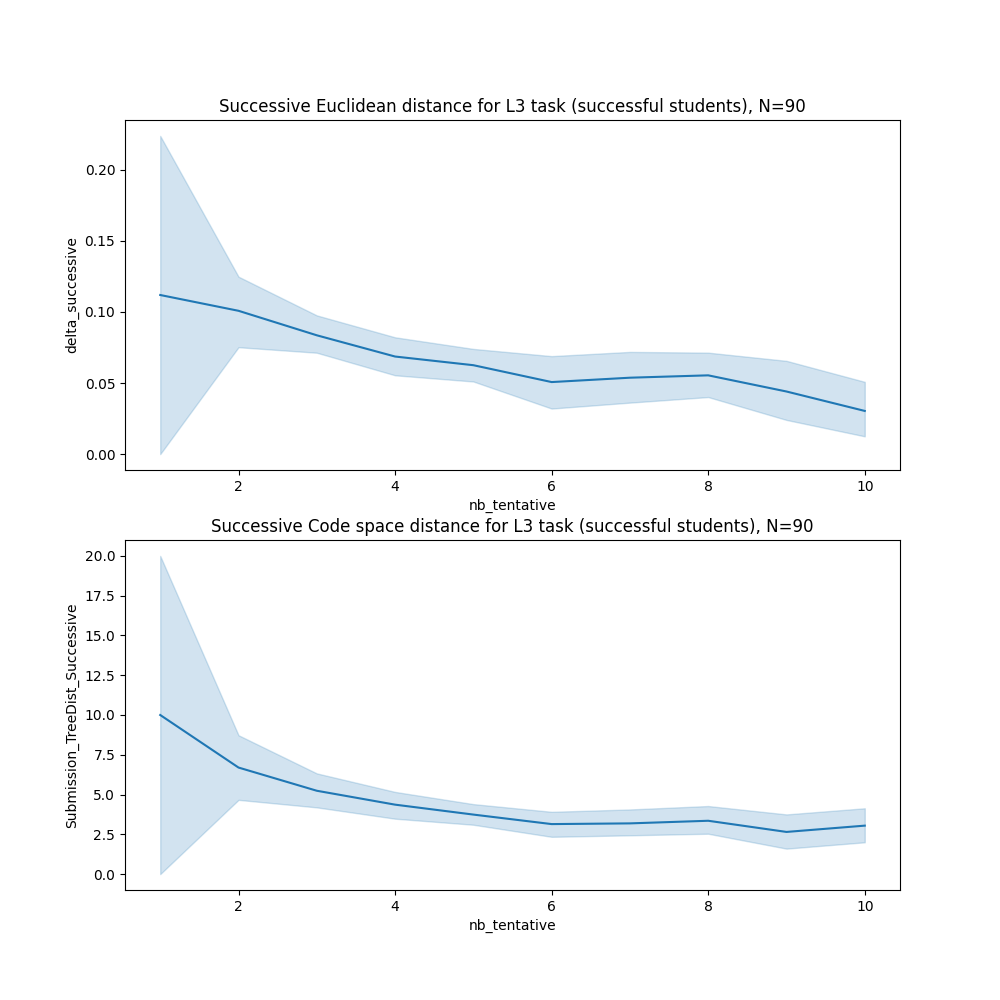 Successive Euclidean distance for L3 task (successful students), N=90
delta_successive
0.20
0.15
0.10
0.05
0.00
2 4 6 8 10
nb_tentative
Successive Code space distance for L3 task (successful students), N=90
Submission_TreeDist_Successive
20.0
17.5
15.0
12.5
10.0
7.5
5.0
2.5
0.0
2 4 6 8 10
nb_tentative